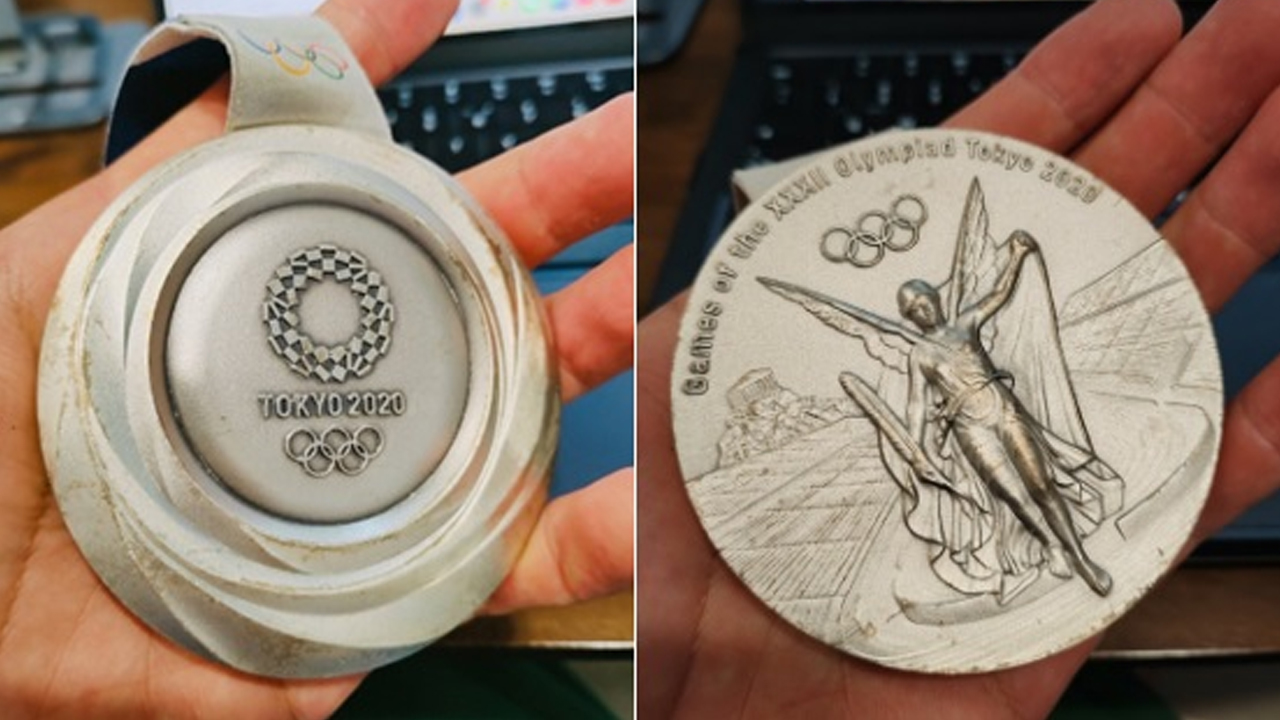 TOKYO 2020
Games of the XXXII Olympiad Tokyo 2020